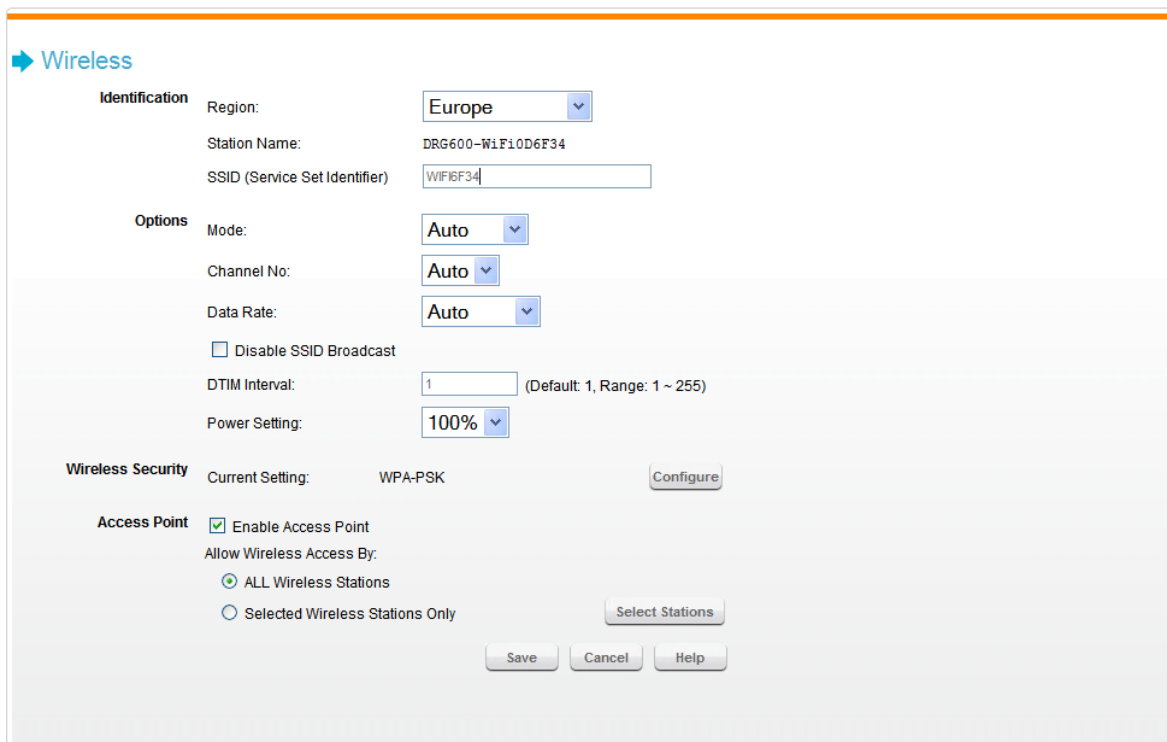 Wireless
Identification Region: Europe
Station Name: DRG600-WiFi0D6F34
SSID (Service Set Identifier) WIFI6F34
Options Mode: Auto
Channel No: Auto
Data Rate: Auto
Disable SSID Broadcast
DTIM Interval: 1 (Default: 1, Range: 1 ~ 255)
Power Setting: 100%
Wireless Security Current Setting: WPA-PSK Configure
Access Point Enable Access Point
Allow Wireless Access By:
ALL Wireless Stations
Selected Wireless Stations Only Select Stations
Save Cancel Help